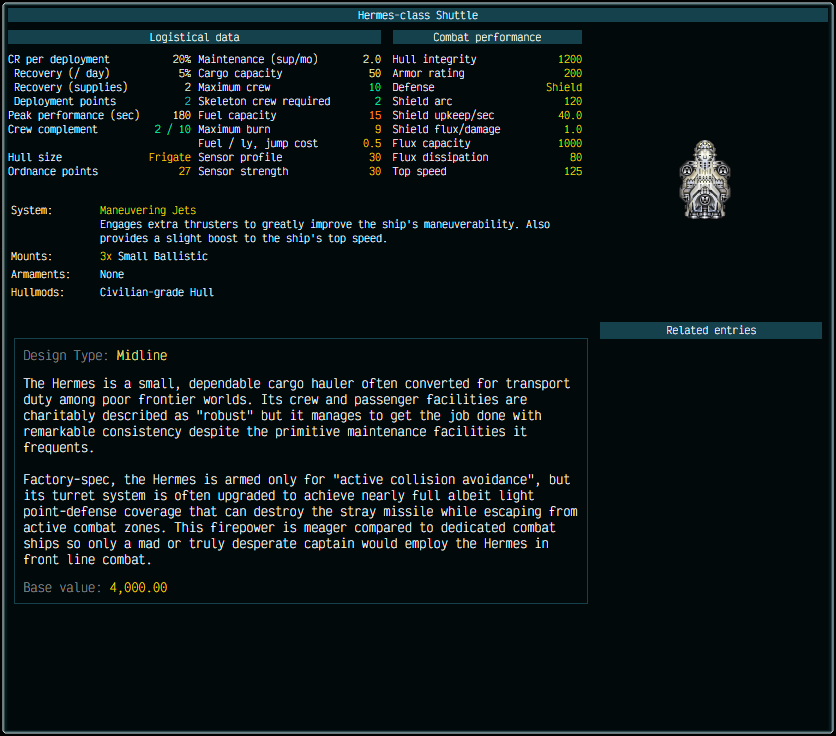 Hermes-class Shuttle
Logistical data
Combat performance
CR per deployment 20% Maintenance (sup/mo) 2.0 Hull integrity 1200
Recovery (/ day) 5% Cargo capacity 50 Armor rating 200
Recovery (supplies) 2 Maximum crew 10 Defense Shield
Deployment points 2 Skeleton crew required 2 Shield arc 120
Peak performance (sec) 180 Fuel capacity 15 Shield upkeep/sec 40.0
Crew complement 2 / 10 Maximum burn 9 Shield flux/damage 1.0
Fuel / ly, jump cost 0.5 Flux capacity 1000
Hull size Frigate Sensor profile 30 Flux dissipation 80
Ordnance points 27 Sensor strength 30 Top speed 125
System: Maneuvering Jets
Engages extra thrusters to greatly improve the ship's maneuverability. Also
provides a slight boost to the ship's top speed.
Mounts: 3x Small Ballistic
Armaments: None
Hullmods: Civilian-grade Hull
Related entries
Design Type: Midline
The Hermes is a small, dependable cargo hauler often converted for transport
duty among poor frontier worlds. Its crew and passenger facilities are
charitably described as "robust" but it manages to get the job done with
remarkable consistency despite the primitive maintenance facilities it
frequents.
Factory-spec, the Hermes is armed only for "active collision avoidance", but
its turret system is often upgraded to achieve nearly full albeit light
point-defense coverage that can destroy the stray missile while escaping from
active combat zones. This firepower is meager compared to dedicated combat
ships so only a mad or truly desperate captain would employ the Hermes in
front line combat.
Base value: 4,000.00